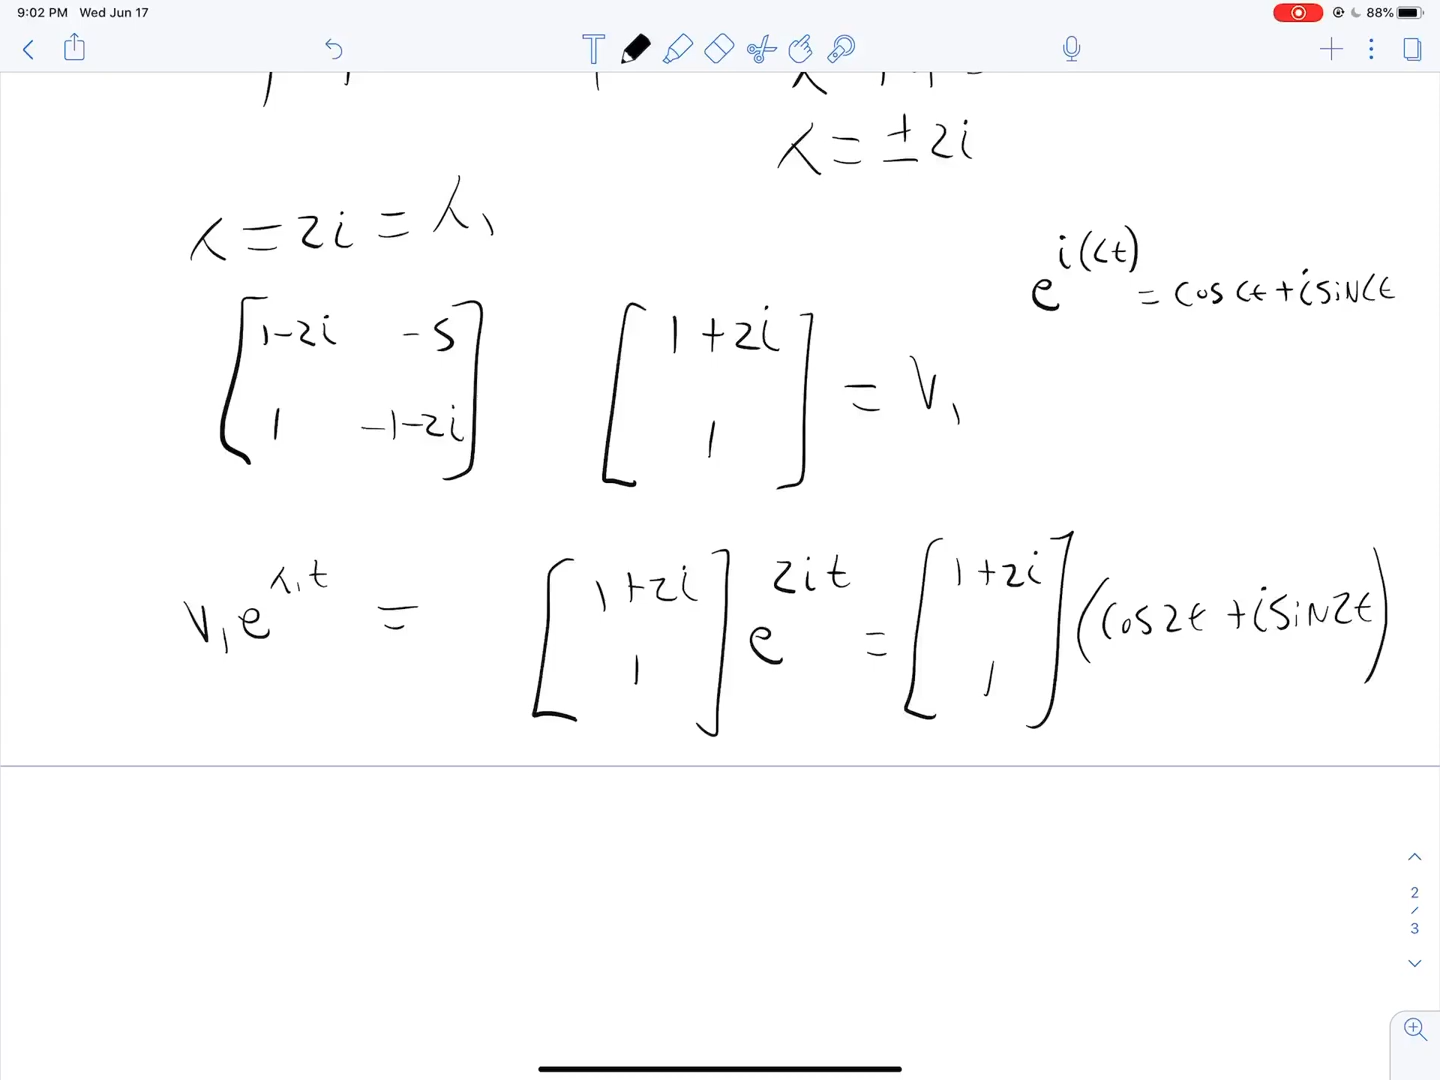 9:02 PM Wed Jun 17
88%
T
λ = ±2i
λ = 2i = λ₁
e^{i(ct)} = cos ct + i sin ct
[1-2i -5; 1 -1-2i] [1+2i; 1] = V₁
V₁e^{λ₁t} = [1+2i; 1] e^{2it} = [1+2i; 1] (cos 2t + i sin 2t)
2
/
3